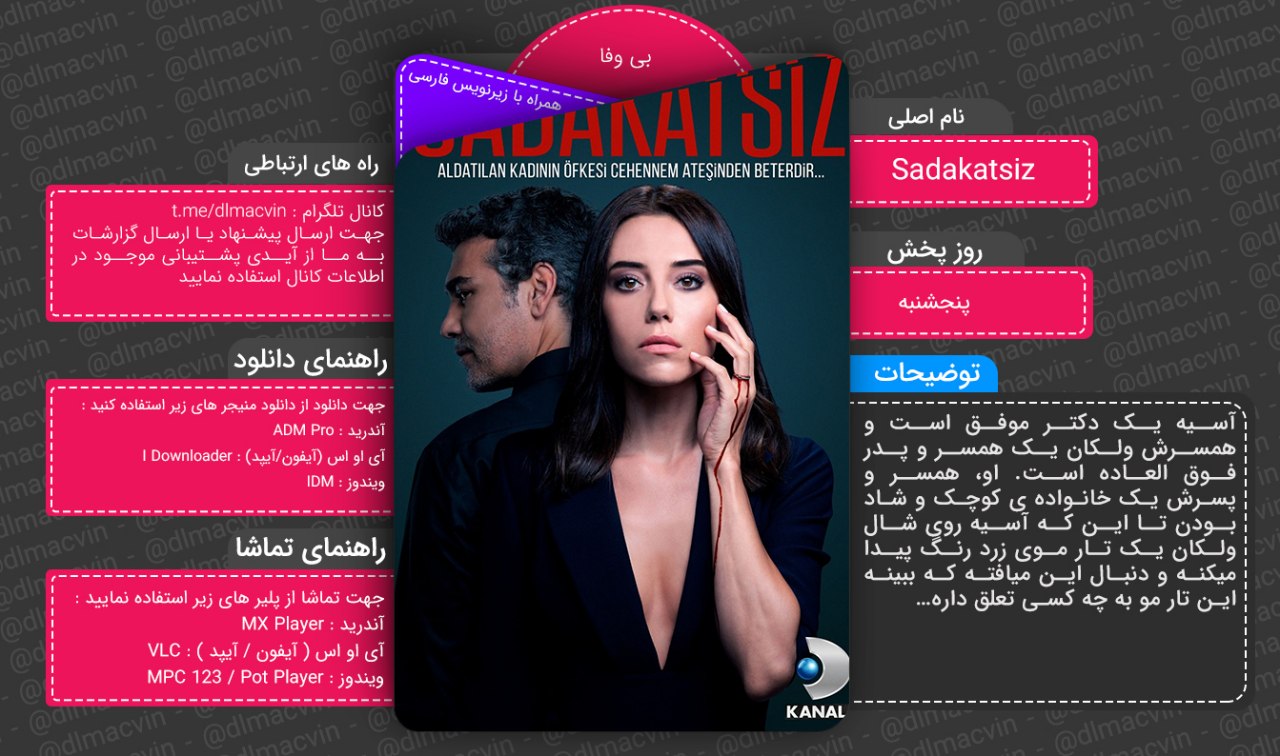 بی وفا
همراه با زیرنویس فارسی
SADAKATSIZ
ALDATILAN KADININ ÖFKESİ CEHENNEM ATEŞİNDEN BETERDİR...
KANAL
نام اصلی
Sadakatsiz
روز پخش
پنجشنبه
توضیحات
آسیه یک دکتر موفق است و
همسرش ولکان یک همسر و پدر
فوق العاده است. او، همسر و
پسرش یک خانواده ی کوچک و شاد
بودن تا این که آسیه روی شال
ولکان یک تار موی زرد رنگ پیدا
میکنه و دنبال این میافته که ببینه
این تار مو به چه کسی تعلق داره...
راه های ارتباطی
کانال تلگرام : t.me/dlmacvin
جهت ارسال پیشنهاد یا ارسال گزارشات
به ما از آیدی پشتیبانی موجود در
اطلاعات کانال استفاده نمایید
راهنمای دانلود
جهت دانلود از دانلود منیجر های زیر استفاده کنید :
آندرید : ADM Pro
آی او اس (آیفون/آیپد) : I Downloader
ویندوز : IDM
راهنمای تماشا
جهت تماشا از پلیر های زیر استفاده نمایید :
آندرید : MX Player
آی او اس ( آیفون / آیپد ) : VLC
ویندوز : MPC 123 / Pot Player
@dlmacvin - @dlmacvin - @dlmacvin